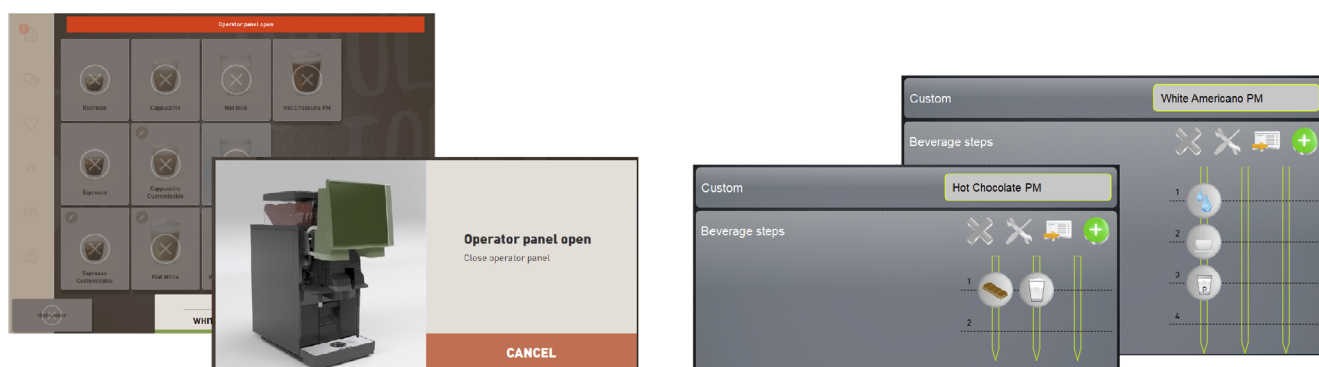 Operator panel open
Ristretto
Cappuccino
Hot Milk
Hot Chocolate PM
Espresso
Cappuccino
Customizable
Espresso
Customizable
Flat White
WHIT
Operator panel open
Close operator panel
CANCEL
Custom
Hot Chocolate PM
Beverage steps
1
2
Custom
White Americano PM
Beverage steps
1
2
3
P
4